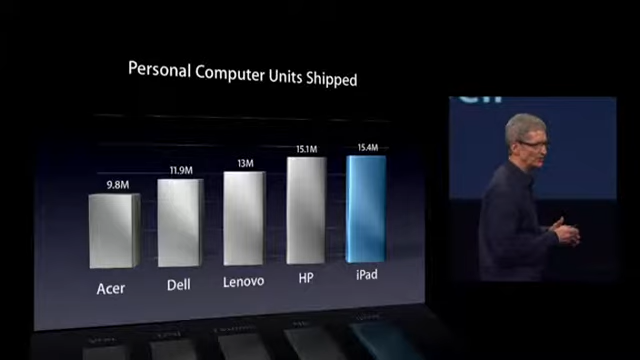 Personal Computer Units Shipped
9.8M
11.9M
13M
15.1M
15.4M
Acer
Dell
Lenovo
HP
iPad